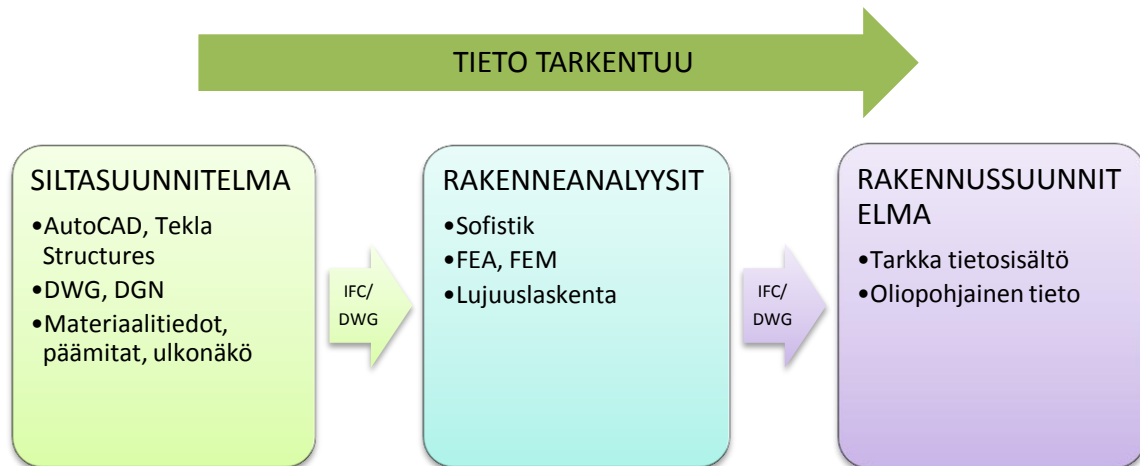 TIETO TARKENTUU
SILTASUUNNITELMA
•AutoCAD, Tekla
Structures
•DWG, DGN
•Materiaalitiedot,
päämitat, ulkonäkö
IFC/
DWG
RAKENNEANALYYSIT
•Sofistik
•FEA, FEM
•Lujuuslaskenta
IFC/
DWG
RAKENNUSSUUNNIT
ELMA
•Tarkka tietosisältö
•Oliopohjainen tieto